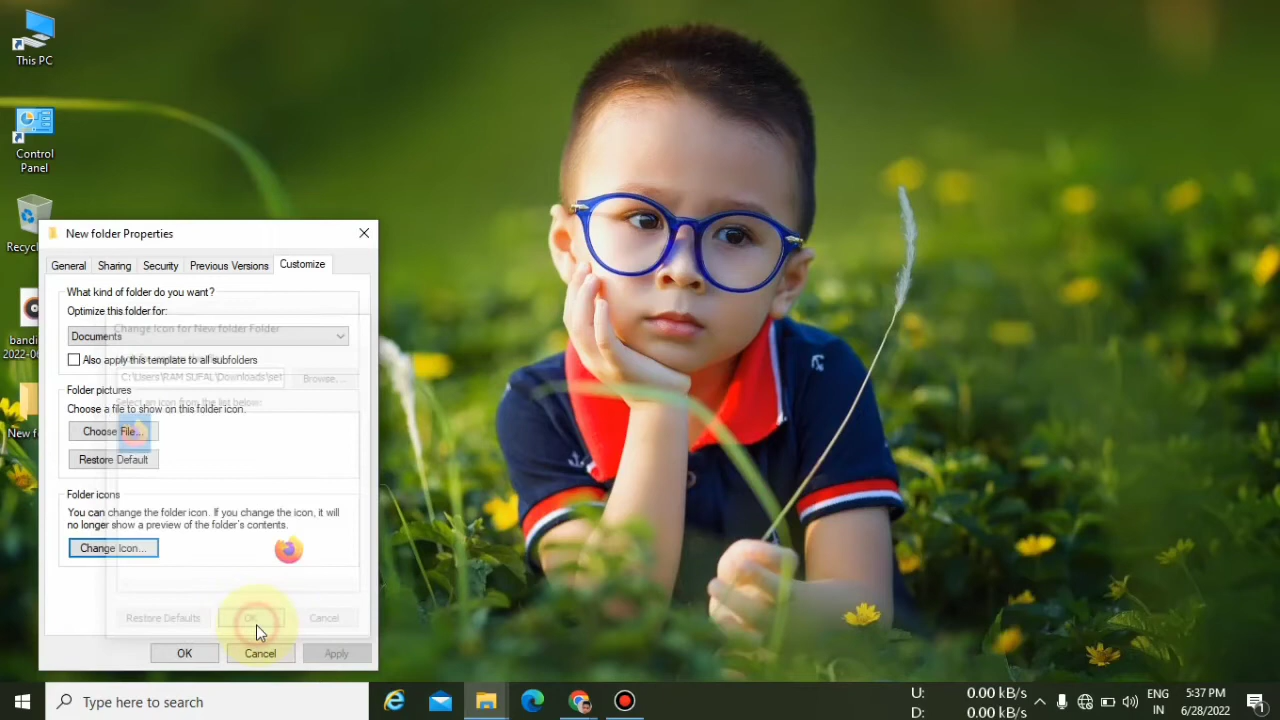 This PC
Control
Panel
Recycl
bandi
2022-06
New f
New folder Properties
General
Sharing
Security
Previous Versions
Customize
What kind of folder do you want?
Optimize this folder for:
Documents
Also apply this template to all subfolders
Change Icon for New folder Folder
C:\Users\RAM SUFAL\Downloads\set
Browse...
Folder pictures
Select an icon from the list below:
Choose a file to show on this folder icon.
Choose File...
Restore Default
Folder icons
You can change the folder icon. If you change the icon, it will
no longer show a preview of the folder's contents.
Change Icon...
Restore Defaults
OK
Cancel
OK
Cancel
Apply
Type here to search
U: 0.00 kB/s
D: 0.00 kB/s
ENG
IN
5:37 PM
6/28/2022
1